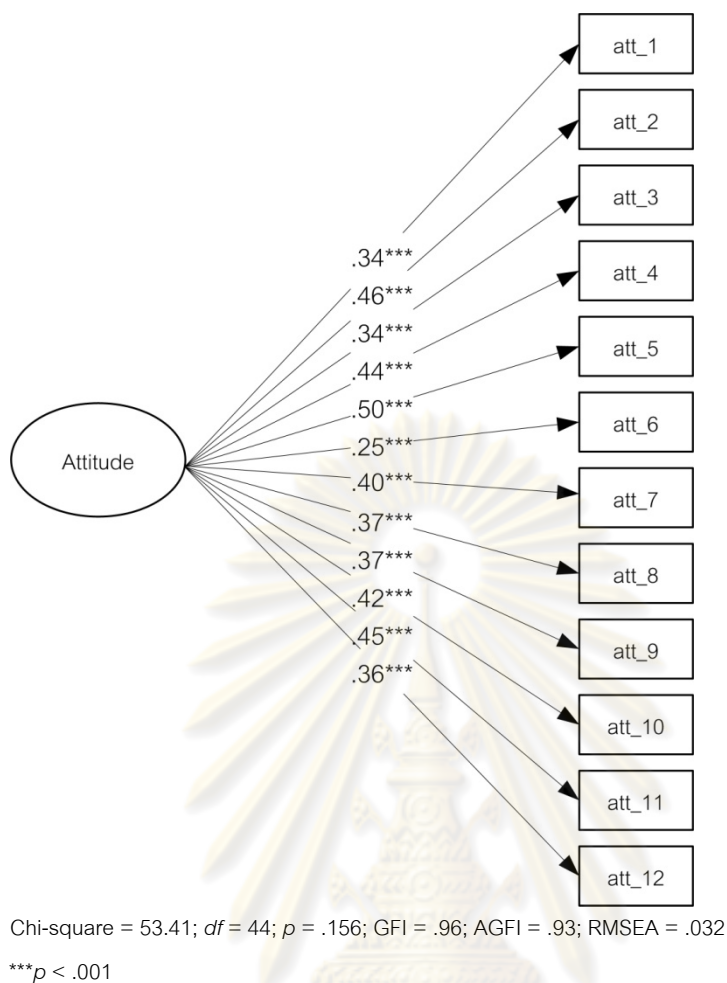 att_1
att_2
att_3
att_4
att_5
att_6
att_7
att_8
att_9
att_10
att_11
att_12
.34***
.46***
.34***
.44***
.50***
.25***
.40***
.37***
.37***
.42***
.45***
.36***
Attitude
Chi-square = 53.41; df = 44; p = .156; GFI = .96; AGFI = .93; RMSEA = .032
***p < .001